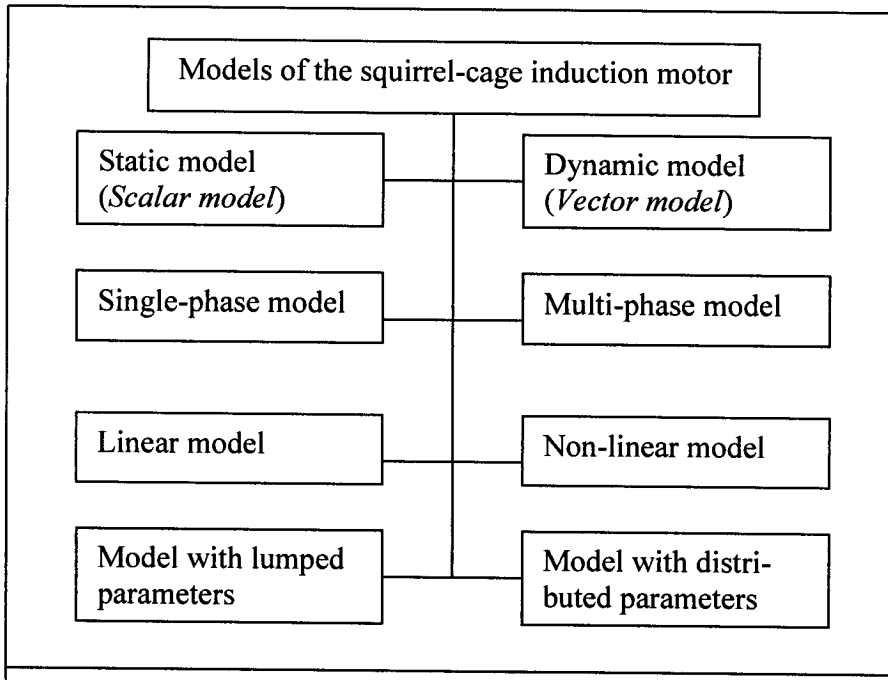 Models of the squirrel-cage induction motor
Static model
(Scalar model)
Dynamic model
(Vector model)
Single-phase model
Multi-phase model
Linear model
Non-linear model
Model with lumped
parameters
Model with distri-
buted parameters